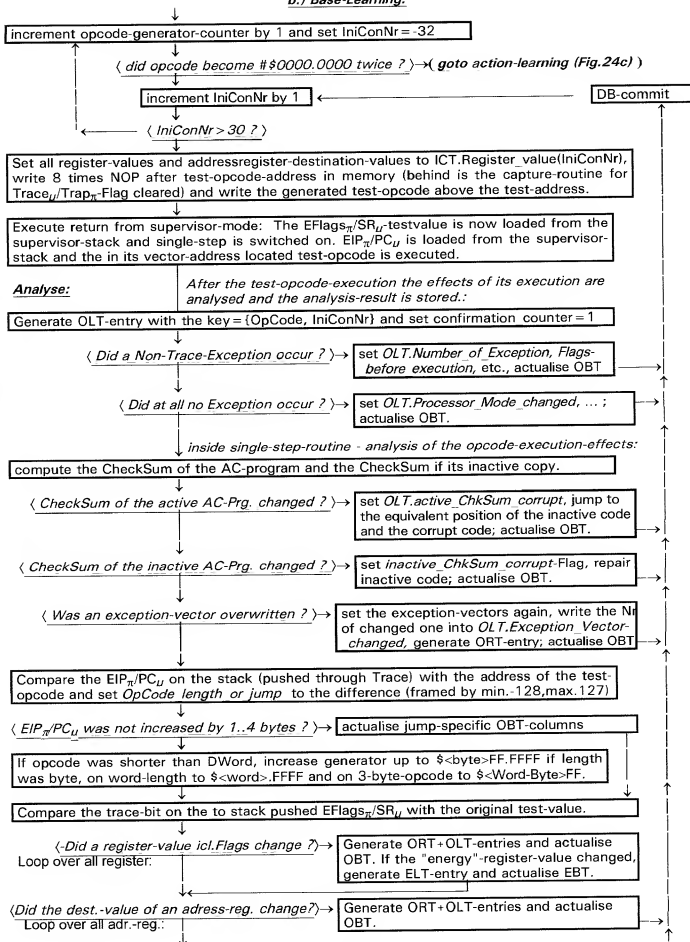 b.) Base-Learning:
increment opcode-generator-counter by 1 and set IniConNr=-32
⟨ did opcode become #$0000.0000 twice ? ⟩→( goto action-learning (Fig.24c) )
increment IniConNr by 1
DB-commit
⟨ IniConNr>30 ? ⟩
Set all register-values and addressregister-destination-values to ICT.Register_value(IniConNr),
write 8 times NOP after test-opcode-address in memory (behind is the capture-routine for
Traceμ/Trapπ-Flag cleared) and write the generated test-opcode above the test-address.
Execute return from supervisor-mode: The EFlagsπ/SRμ-testvalue is now loaded from the
supervisor-stack and single-step is switched on. EIPπ/PCμ is loaded from the supervisor-
stack and the in its vector-address located test-opcode is executed.
Analyse:
After the test-opcode-execution the effects of its execution are
analysed and the analysis-result is stored.:
Generate OLT-entry with the key={OpCode, IniConNr} and set confirmation counter=1
⟨ Did a Non-Trace-Exception occur ? ⟩→
set OLT.Number_of_Exception, Flags-
before execution, etc., actualise OBT
⟨ Did at all no Exception occur ? ⟩→
set OLT.Processor_Mode_changed, ... ;
actualise OBT.
inside single-step-routine - analysis of the opcode-execution-effects:
compute the CheckSum of the AC-program and the CheckSum if its inactive copy.
⟨ CheckSum of the active AC-Prg. changed ? ⟩→
set OLT.active_ChkSum_corrupt, jump to
the equivalent position of the inactive code
and the corrupt code; actualise OBT.
⟨ CheckSum of the inactive AC-Prg. changed ? ⟩→
set inactive_ChkSum_corrupt-Flag, repair
inactive code; actualise OBT.
⟨ Was an exception-vector overwritten ? ⟩→
set the exception-vectors again, write the Nr
of changed one into OLT.Exception_Vector-
changed, generate ORT-entry; actualise OBT
Compare the EIPπ/PCμ on the stack (pushed through Trace) with the address of the test-
opcode and set OpCode length or jump to the difference (framed by min.-128,max.127)
⟨ EIPπ/PCμ was not increased by 1..4 bytes ? ⟩→
actualise jump-specific OBT-columns
If opcode was shorter than DWord, increase generator up to $<byte>FF.FFFF if length
was byte, on word-length to $<word>.FFFF and on 3-byte-opcode to $<Word-Byte>FF.
Compare the trace-bit on the to stack pushed EFlagsπ/SRμ with the original test-value.
⟨-Did a register-value icl.Flags change ?⟩→
Loop over all register:
Generate ORT+OLT-entries and actualise
OBT. If the "energy"-register-value changed,
generate ELT-entry and actualise EBT.
⟨Did the dest.-value of an adress-reg. change?⟩→
Loop over all adr.-reg.:
Generate ORT+OLT-entries and actualise
OBT.